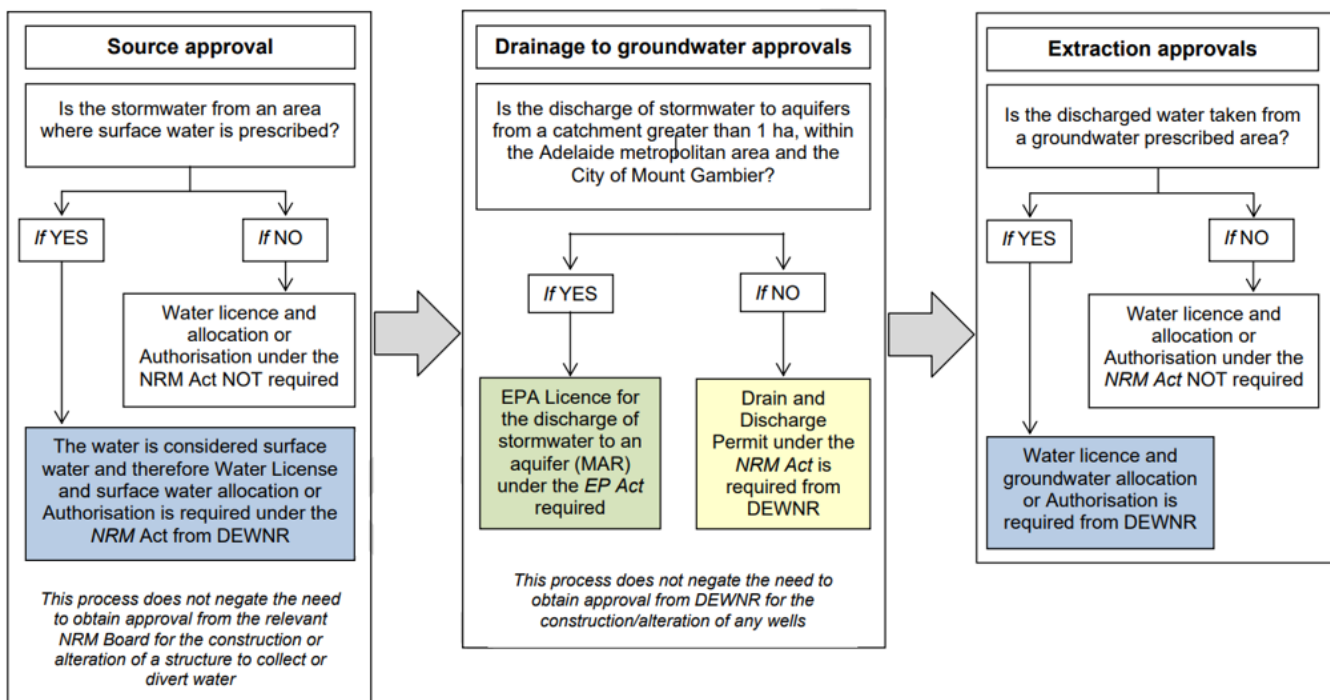 Source approval
Is the stormwater from an area
where surface water is prescribed?
If YES
If NO
Water licence and
allocation or
Authorisation under the
NRM Act NOT required
The water is considered surface
water and therefore Water License
and surface water allocation or
Authorisation is required under the
NRM Act from DEWNR
This process does not negate the need
to obtain approval from the relevant
NRM Board for the construction or
alteration of a structure to collect or
divert water
Drainage to groundwater approvals
Is the discharge of stormwater to aquifers
from a catchment greater than 1 ha, within
the Adelaide metropolitan area and the
City of Mount Gambier?
If YES
If NO
EPA Licence for
the discharge of
stormwater to an
aquifer (MAR)
under the EP Act
required
Drain and
Discharge
Permit under the
NRM Act is
required from
DEWNR
This process does not negate the need to
obtain approval from DEWNR for the
construction/alteration of any wells
Extraction approvals
Is the discharged water taken from
a groundwater prescribed area?
If YES
If NO
Water licence and
allocation or
Authorisation under the
NRM Act NOT required
Water licence and
groundwater allocation
or Authorisation is
required from DEWNR